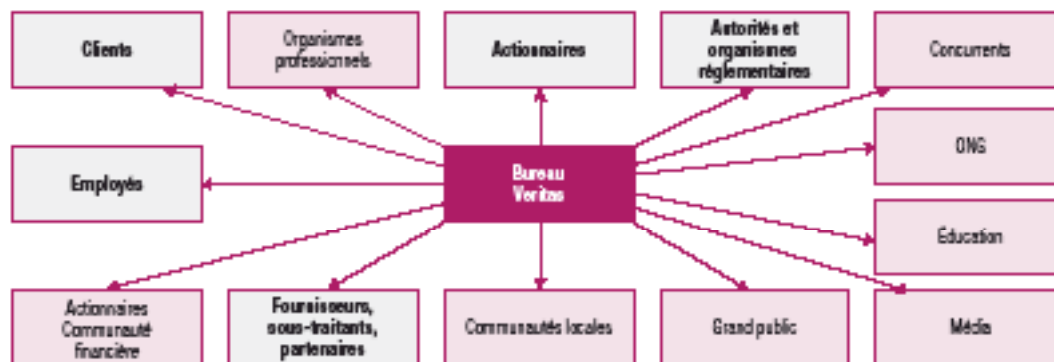 Clients
Organismes
professionnels
Actionnaires
Autorités et
organismes
règlementaires
Concurrents
Employés
Bureau
Veritas
ONG
Éducation
Actionnaires
Communauté
financière
Fournisseurs,
sous-traitants,
partenaires
Communautés locales
Grand public
Média